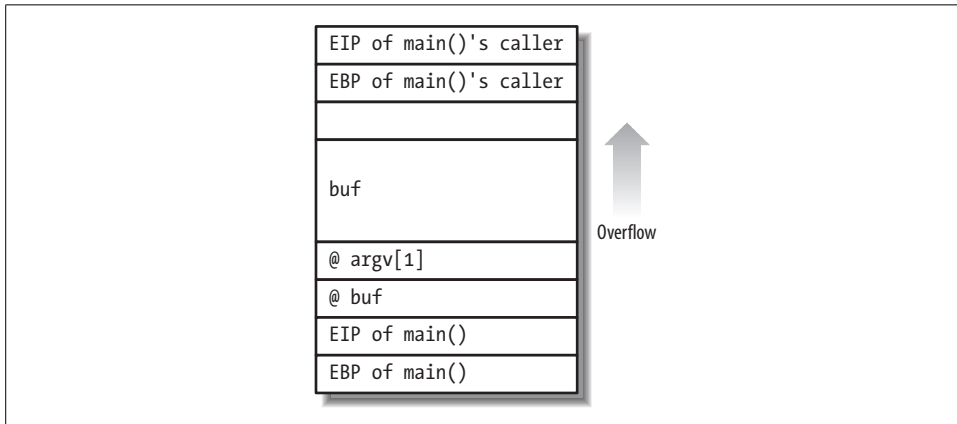 EIP of main()'s caller
EBP of main()'s caller
buf
Overflow
@ argv[1]
@ buf
EIP of main()
EBP of main()